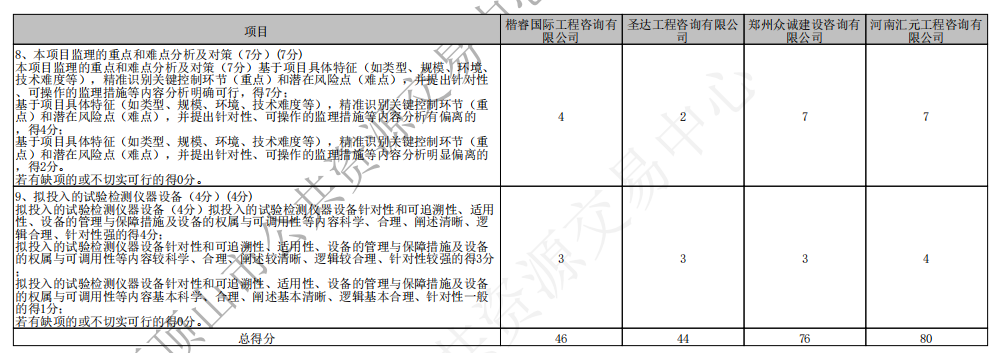 项目
楷睿国际工程咨询有
限公司
圣达工程咨询有限公
司
郑州众诚建设咨询有
限公司
河南汇元工程咨询有
限公司
8、本项目监理的重点和难点分析及对策（7分）(7分)
本项目监理的重点和难点分析及对策（7分）基于项目具体特征（如类型、规模、环境、
技术难度等），精准识别关键控制环节（重点）和潜在风险点（难点），并提出针对性
、可操作的监理措施等内容分析明确可行，得7分；
基于项目具体特征（如类型、规模、环境、技术难度等），精准识别关键控制环节（重
点）和潜在风险点（难点），并提出针对性、可操作的监理措施等内容分析有偏离的
，得4分；
基于项目具体特征（如类型、规模、环境、技术难度等），精准识别关键控制环节（重
点）和潜在风险点（难点），并提出针对性、可操作的监理措施等内容分析明显偏离的
，得2分。
若有缺项的或不切实可行的得0分。
4
2
7
7
9、拟投入的试验检测仪器设备（4分）(4分)
拟投入的试验检测仪器设备（4分）拟投入的试验检测仪器设备针对性和可追溯性、适用
性、设备的管理与保障措施及设备的权属与可调用性等内容科学、合理、阐述清晰、逻
辑合理、针对性强的得4分；
拟投入的试验检测仪器设备针对性和可追溯性、适用性、设备的管理与保障措施及设备
的权属与可调用性等内容较科学、合理、阐述较清晰、逻辑较合理、针对性较强的得3分
；
拟投入的试验检测仪器设备针对性和可追溯性、适用性、设备的管理与保障措施及设备
的权属与可调用性等内容基本科学、合理、阐述基本清晰、逻辑基本合理、针对性一般
的得1分；
若有缺项的或不切实可行的得0分。
3
3
3
4
总得分
46
44
76
80
顶山市公共资源交易中心
共资源交易中心